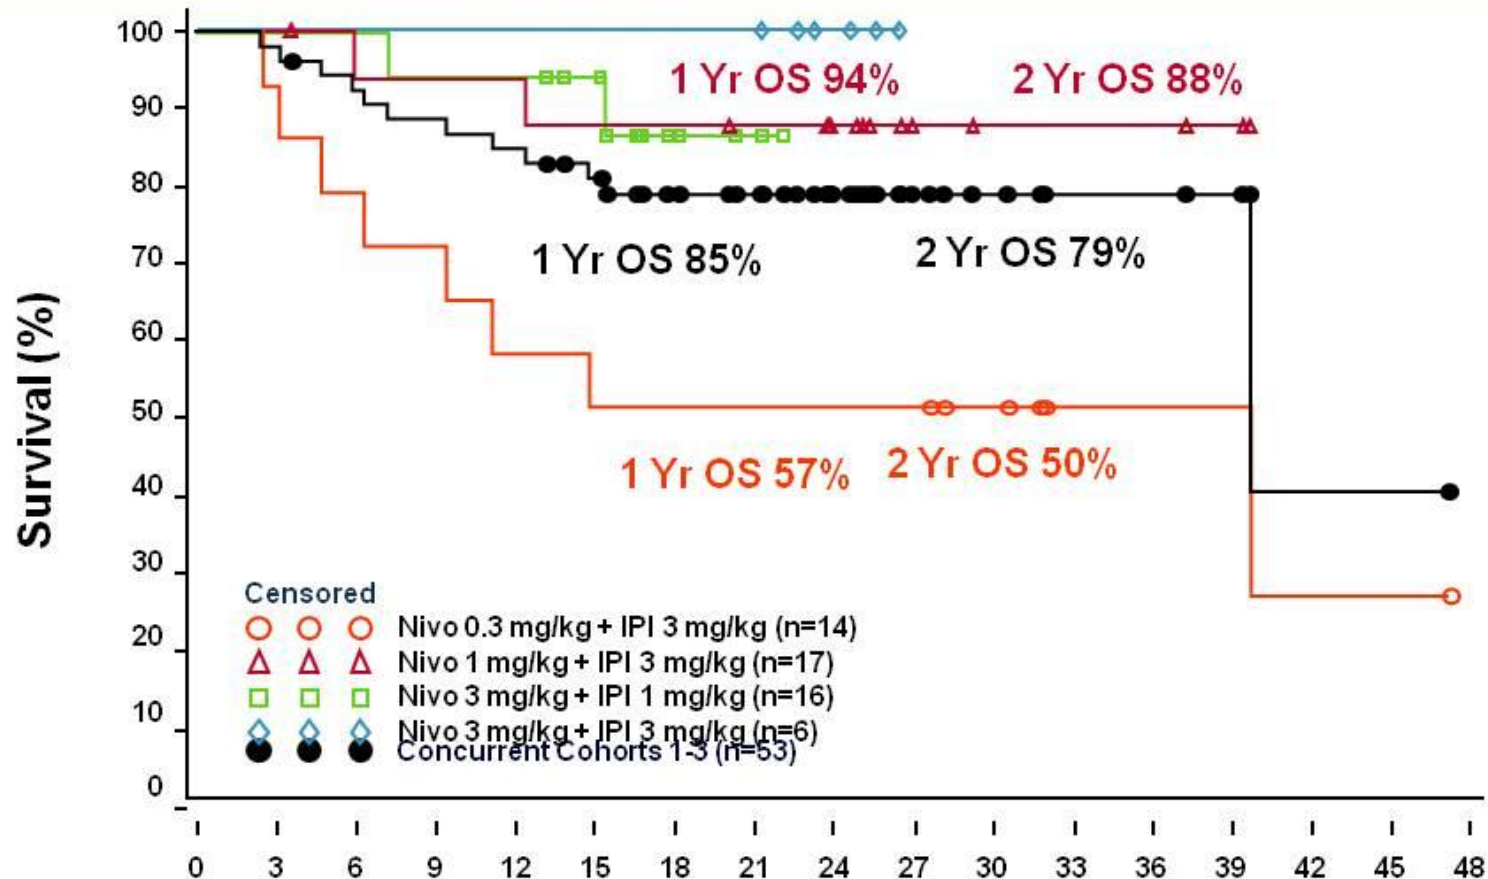 100
90
80
70
60
50
40
30
20
10
0
Survival (%)
1 Yr OS 94%
2 Yr OS 88%
1 Yr OS 85%
2 Yr OS 79%
1 Yr OS 57%
2 Yr OS 50%
Censored
Nivo 0.3 mg/kg + IPI 3 mg/kg (n=14)
Nivo 1 mg/kg + IPI 3 mg/kg (n=17)
Nivo 3 mg/kg + IPI 1 mg/kg (n=16)
Nivo 3 mg/kg + IPI 3 mg/kg (n=6)
Concurrent Cohorts 1-3 (n=53)
0 3 6 9 12 15 18 21 24 27 30 33 36 39 42 45 48